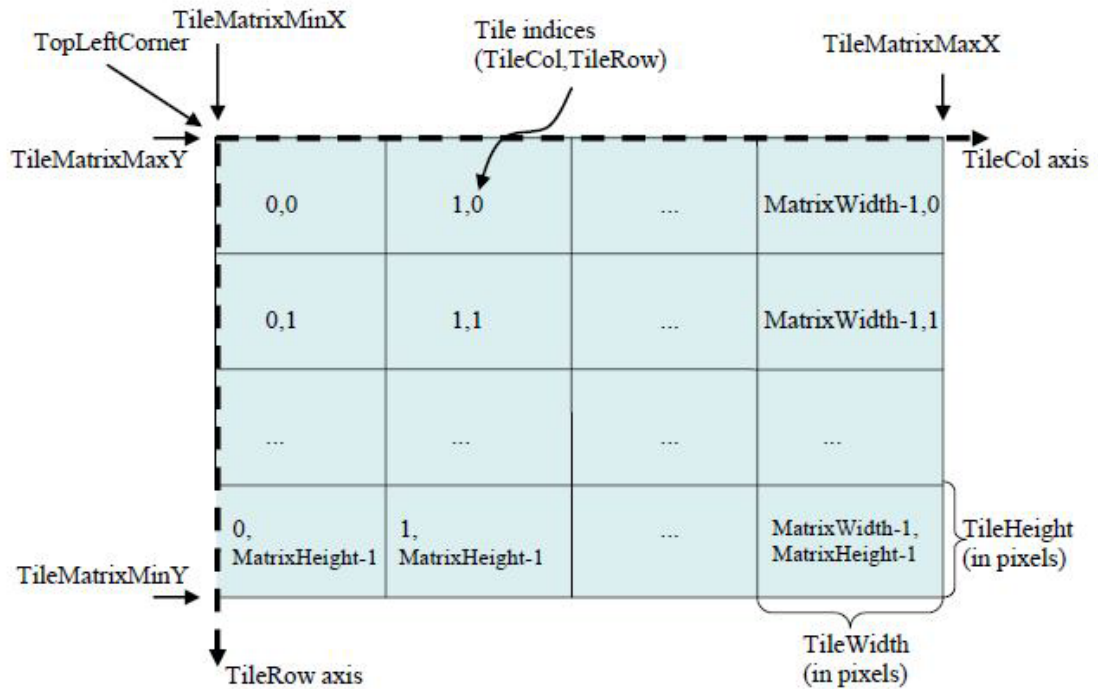 TileMatrixMinX
TopLeftCorner
Tile indices
(TileCol,TileRow)
TileMatrixMaxX
TileMatrixMaxY
TileCol axis
0,0
1,0
...
MatrixWidth-1,0
0,1
1,1
...
MatrixWidth-1,1
...
...
...
...
0,
MatrixHeight-1
1,
MatrixHeight-1
...
MatrixWidth-1,
MatrixHeight-1
TileHeight
(in pixels)
TileMatrixMinY
TileWidth
(in pixels)
TileRow axis